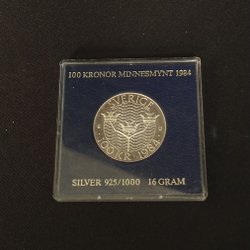 100 KRONOR MINNESMYNT 1984
SVERIGE
100 KR 1984
SILVER 925/1000 16 GRAM